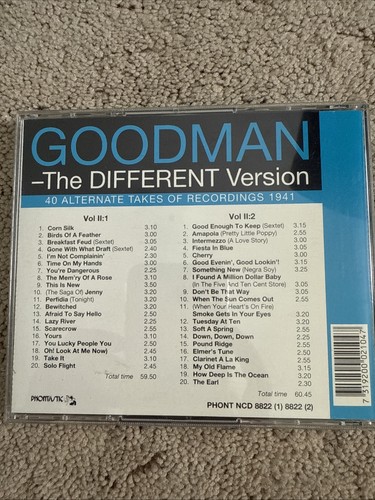 GOODMAN
–The DIFFERENT Version
40 ALTERNATE TAKES OF RECORDINGS 1941
Vol II:1
1. Corn Silk 3.10
2. Birds Of A Feather 3.00
3. Breakfast Feud (Sextet) 3.05
4. Gone With What Draft (Sextet) 2.40
5. I'm Not Complainin' 2.30
6. Time On My Hands 3.00
7. You're Dangerous 2.25
8. The Mem'ry Of A Rose 3.10
9. This Is New 3.50
10. (The Saga Of) Jenny 3.20
11. Perfidia (Tonight) 3.20
12. Bewitched 3.20
13. Afraid To Say Hello 2.50
14. Lazy River 2.55
15. Scarecrow 2.55
16. Yours 3.10
17. You Lucky People You 2.50
18. Oh! Look At Me Now) 2.45
19. Take It 3.10
20. Solo Flight 2.45
Total time 59.50
Vol II:2
1. Good Enough To Keep (Sextet) 3.15
2. Amapola (Pretty Little Poppy) 2.55
3. Intermezzo (A Love Story) 3.00
4. Fiesta In Blue 3.05
5. Cherry 3.00
6. Good Evenin', Good Lookin'! 3.15
7. Something New (Negra Soy) 3.25
8. I Found A Million Dollar Baby
(In The Five And Ten Cent Store) 3.30
9. Don't Be That Way 3.05
10. When The Sun Comes Out 2.55
11. (When Your Heart's On Fire)
Smoke Gets In Your Eyes 3.10
12. Tuesday At Ten 3.10
13. Soft A Spring 2.55
14. Down, Down, Down 2.25
15. Pound Ridge 2.55
16. Elmer's Tune 2.50
17. Clarinet A La King 2.55
18. My Old Flame 3.10
19. How Deep Is The Ocean 3.20
20. The Earl 2.30
Total time 60.45
PHONTASTIC
PHONT NCD 8822 (1) 8822 (2)
7 319200 021047